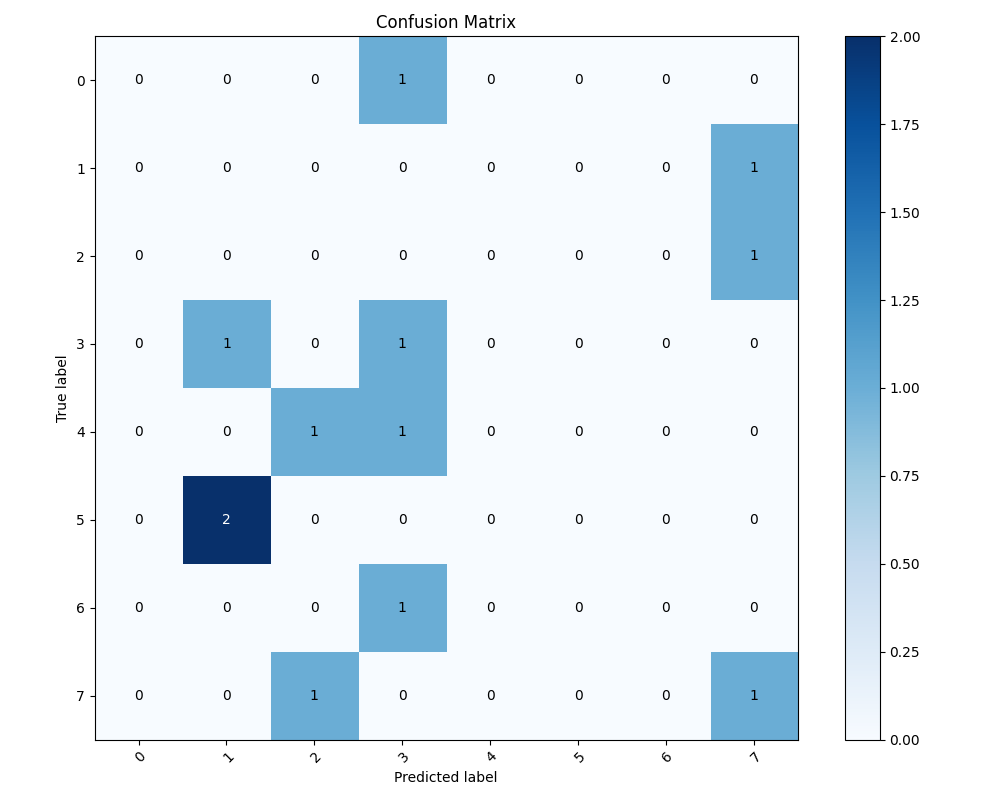 Confusion Matrix
0 0 0 0 1 0 0 0 0
1 0 0 0 0 0 0 0 1
2 0 0 0 0 0 0 0 1
3 0 1 0 1 0 0 0 0
4 0 0 1 1 0 0 0 0
5 0 2 0 0 0 0 0 0
6 0 0 0 1 0 0 0 0
7 0 0 1 0 0 0 0 1
0 1 2 3 4 5 6 7
True label
Predicted label
2.00
1.75
1.50
1.25
1.00
0.75
0.50
0.25
0.00